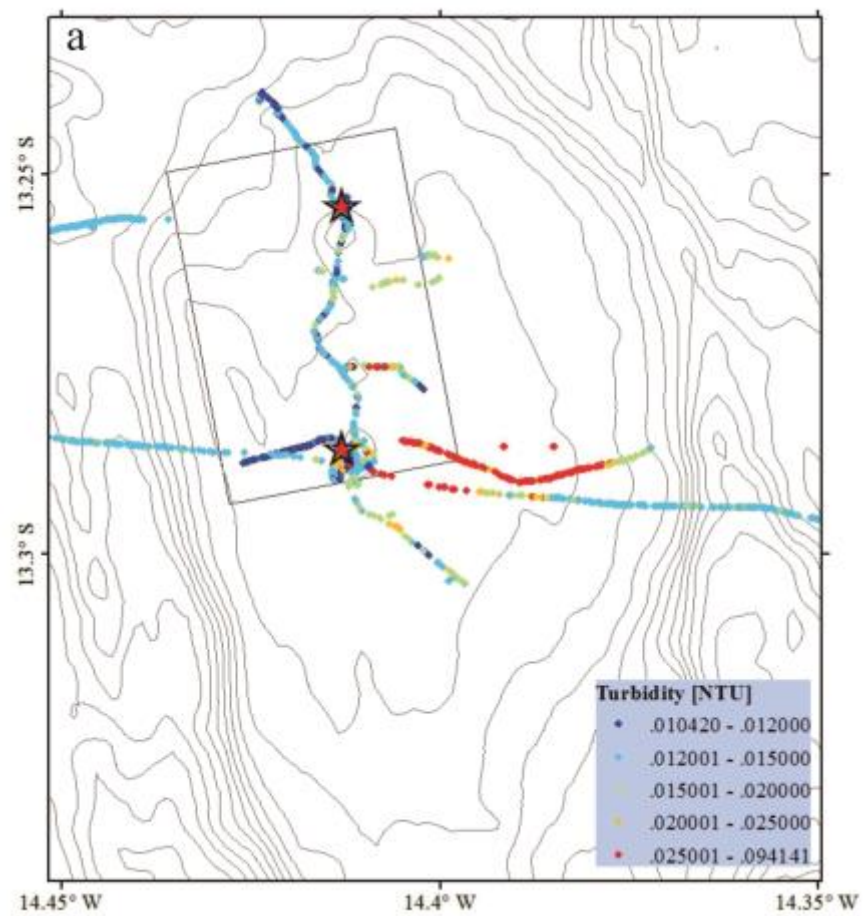 a
13.25° S
13.3° S
Turbidity [NTU]
.010420 - .012000
.012001 - .015000
.015001 - .020000
.020001 - .025000
.025001 - .094141
14.45° W
14.4° W
14.35° W